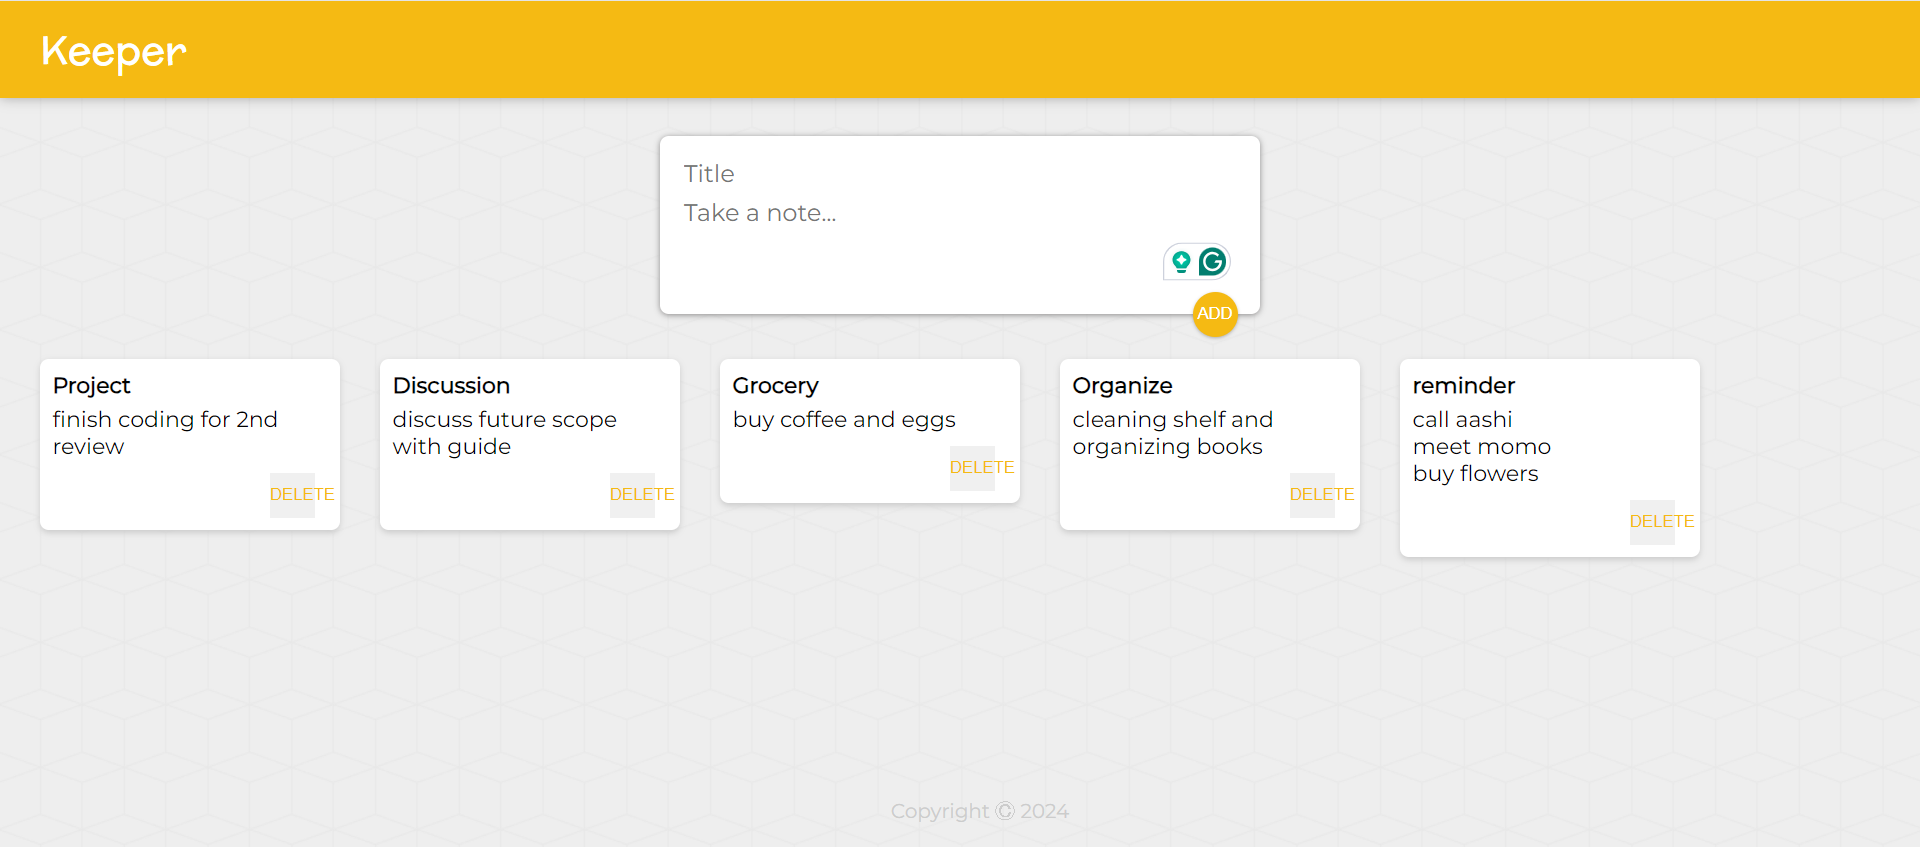 Keeper
Title
Take a note...
ADD
Project
finish coding for 2nd
review
DELETE
Discussion
discuss future scope
with guide
DELETE
Grocery
buy coffee and eggs
DELETE
Organize
cleaning shelf and
organizing books
DELETE
reminder
call aashi
meet momo
buy flowers
DELETE
Copyright © 2024